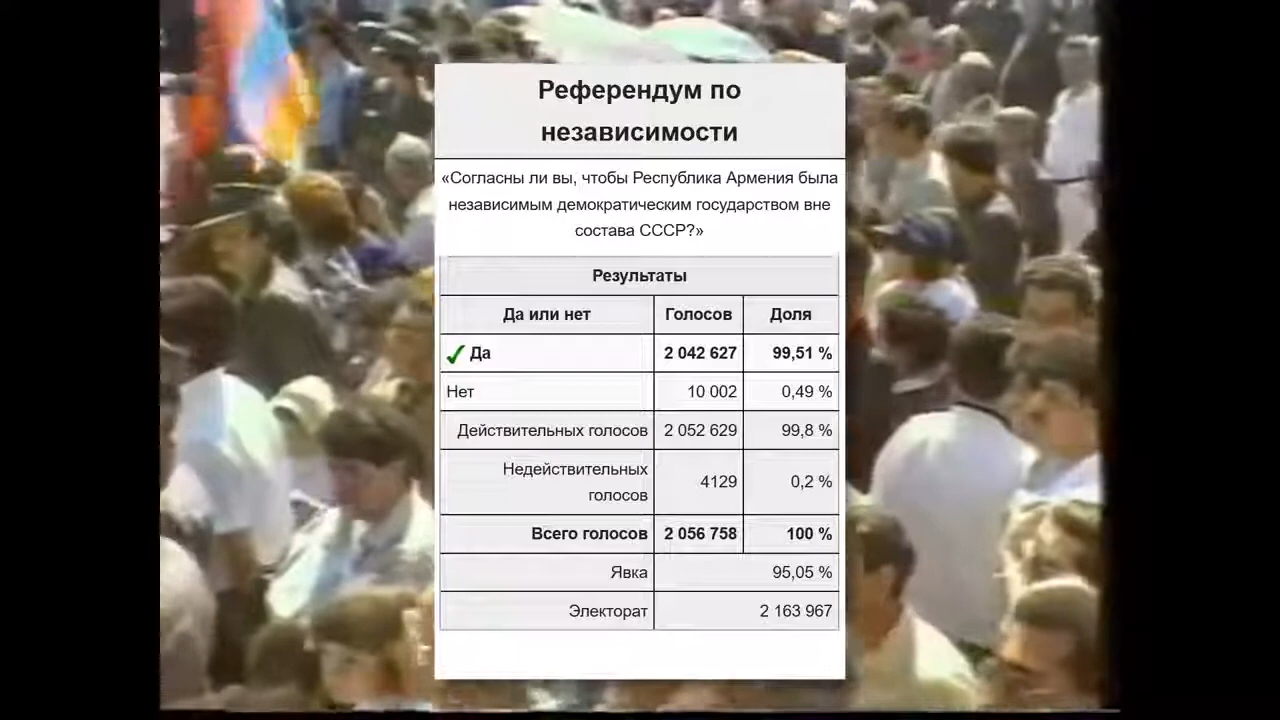 Референдум по
независимости
«Согласны ли вы, чтобы Республика Армения была
независимым демократическим государством вне
состава СССР?»
Результаты
Да или нет Голосов Доля
Да 2 042 627 99,51 %
Нет 10 002 0,49 %
Действительных голосов 2 052 629 99,8 %
Недействительных
голосов 4129 0,2 %
Всего голосов 2 056 758 100 %
Явка 95,05 %
Электорат 2 163 967